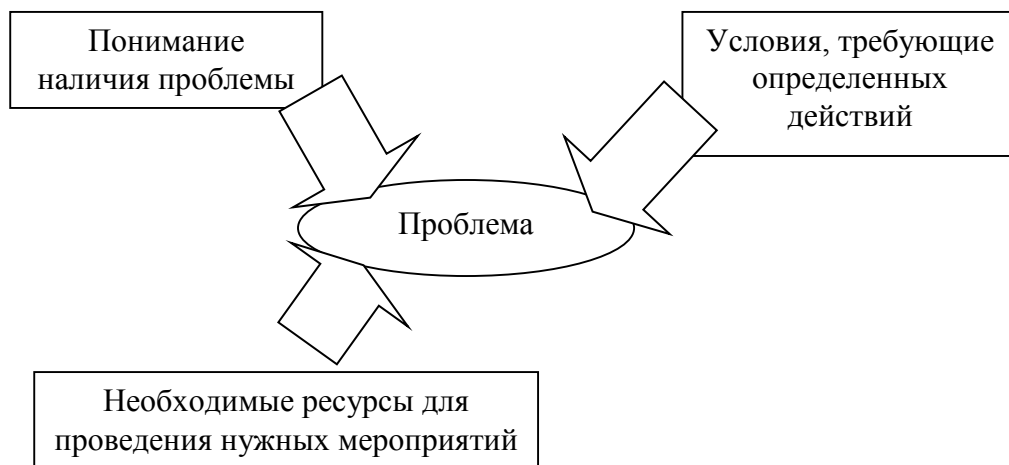 Понимание
наличия проблемы
Условия, требующие
определенных
действий
Проблема
Необходимые ресурсы для
проведения нужных мероприятий